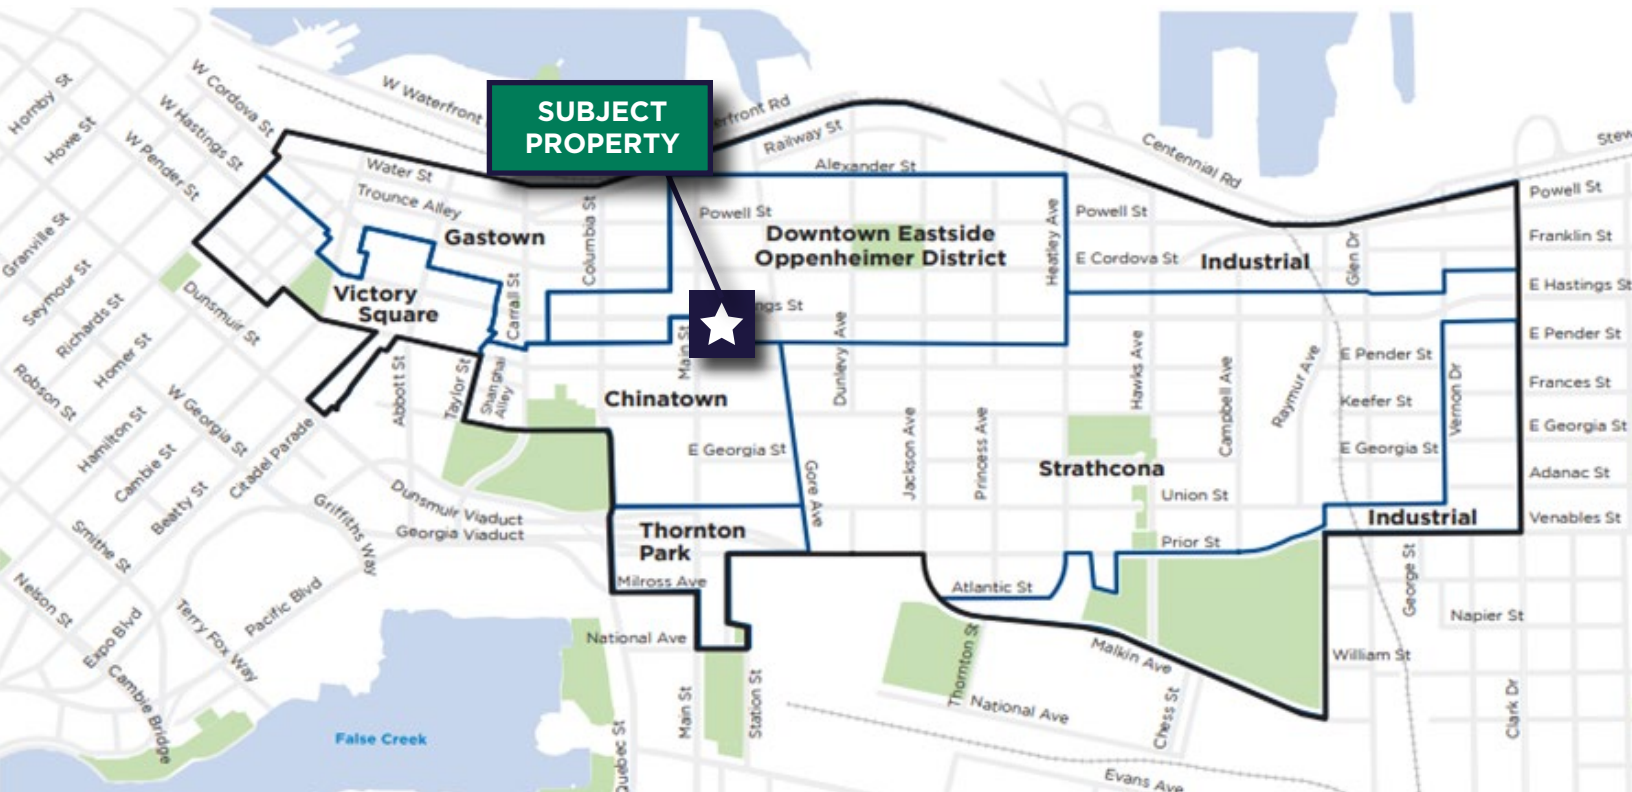 SUBJECT
PROPERTY
W Cordova St
W Hastings St
W Pender St
Hornby St
Howe St
Granville St
Seymour St
Richards St
Homer St
Robson St
Hamilton St
Cambie St
Beatty St
Smithe St
Nelson St
Expo Blvd
Cambie Bridge
Dunsmuir St
W Georgia St
Citadel Parade
Griffiths Way
Pacific Blvd
Terry Fox Way
W Waterfront
erfront Rd
Railway St
Alexander St
Centennial Rd
Stew
Water St
Trounce Alley
Gastown
Columbia St
Carrall St
Victory
Square
Abbott St
Taylor St
Shanghai
Alley
Powell St
Downtown Eastside
Oppenheimer District
Heatley Ave
Powell St
E Cordova St
Industrial
Glen Dr
Powell St
Franklin St
E Hastings St
E Pender St
Frances St
E Georgia St
Adanac St
Venables St
ngs St
Main St
Dunlevy Ave
Chinatown
E Georgia St
Gore Ave
Jackson Ave
Princess Ave
Hawks Ave
Campbell Ave
Raymur Ave
E Pender St
Keefer St
E Georgia St
Vernon Dr
Strathcona
Union St
Prior St
Industrial
Dunsmuir Viaduct
Georgia Viaduct
Thornton
Park
Milross Ave
National Ave
Main St
Station St
Quebec St
False Creek
Atlantic St
Malkin Ave
Thornton St
National Ave
Chess St
Evans Ave
George St
Napier St
William St
Clark Dr